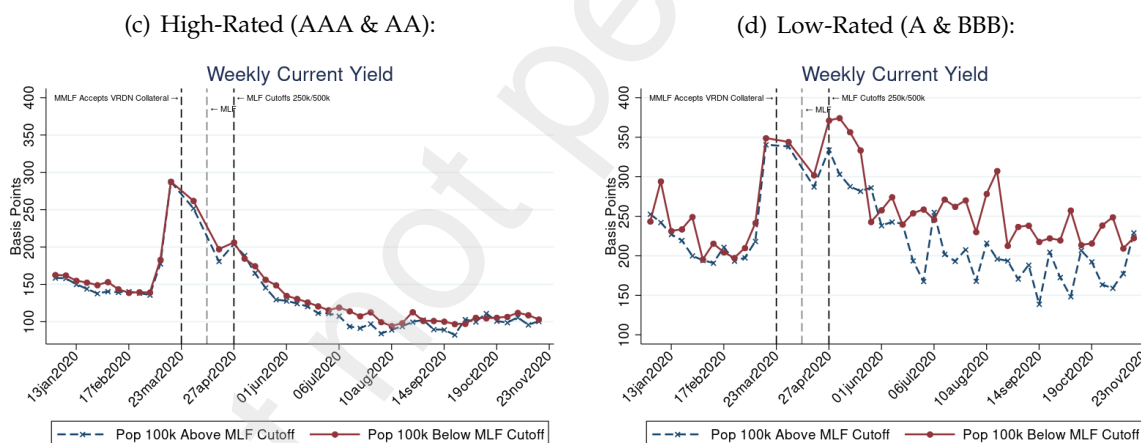 (c) High-Rated (AAA & AA):
Weekly Current Yield
MMLF Accepts VRDN Collateral →
← MLF
← MLF Cutoffs 250k/500k
Basis Points
400
350
300
250
200
150
100
13jan2020
17feb2020
23mar2020
27apr2020
01jun2020
06jul2020
10aug2020
14sep2020
19oct2020
23nov2020
Pop 100k Above MLF Cutoff
Pop 100k Below MLF Cutoff
(d) Low-Rated (A & BBB):
Weekly Current Yield
MMLF Accepts VRDN Collateral →
← MLF
← MLF Cutoffs 250k/500k
Basis Points
400
350
300
250
200
150
100
13jan2020
17feb2020
23mar2020
27apr2020
01jun2020
06jul2020
10aug2020
14sep2020
19oct2020
23nov2020
Pop 100k Above MLF Cutoff
Pop 100k Below MLF Cutoff
not pe